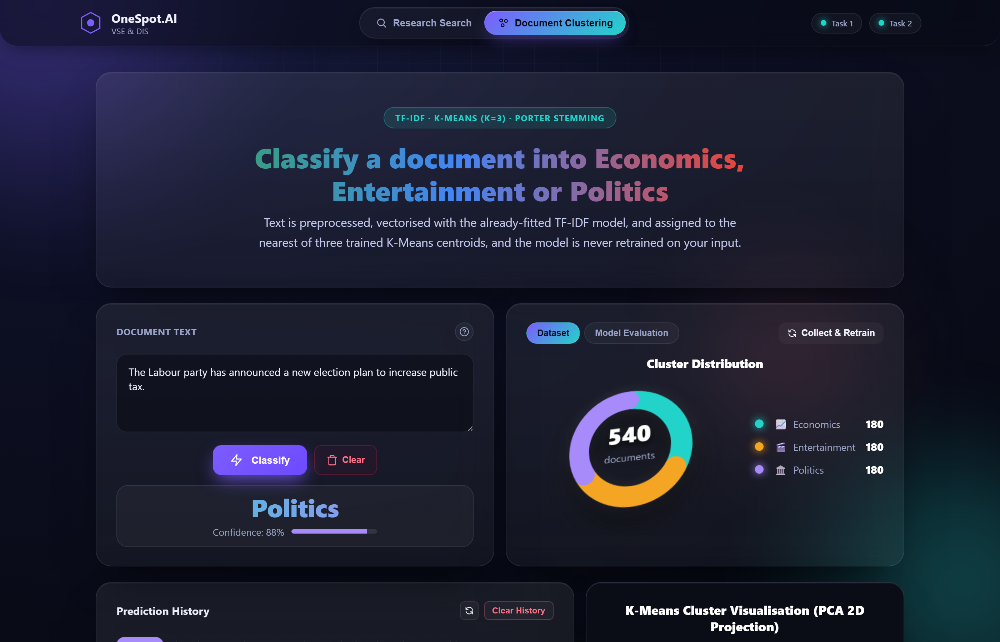 OneSpot.AI
VSE & DIS
Research Search
Document Clustering
Task 1
Task 2
TF-IDF · K-MEANS (K=3) · PORTER STEMMING
Classify a document into Economics,
Entertainment or Politics
Text is preprocessed, vectorised with the already-fitted TF-IDF model, and assigned to the
nearest of three trained K-Means centroids, and the model is never retrained on your input.
DOCUMENT TEXT
The Labour party has announced a new election plan to increase public
tax.
Classify
Clear
Politics
Confidence: 88%
Dataset
Model Evaluation
Collect & Retrain
Cluster Distribution
540
documents
Economics 180
Entertainment 180
Politics 180
Prediction History
Clear History
K-Means Cluster Visualisation (PCA 2D
Projection)